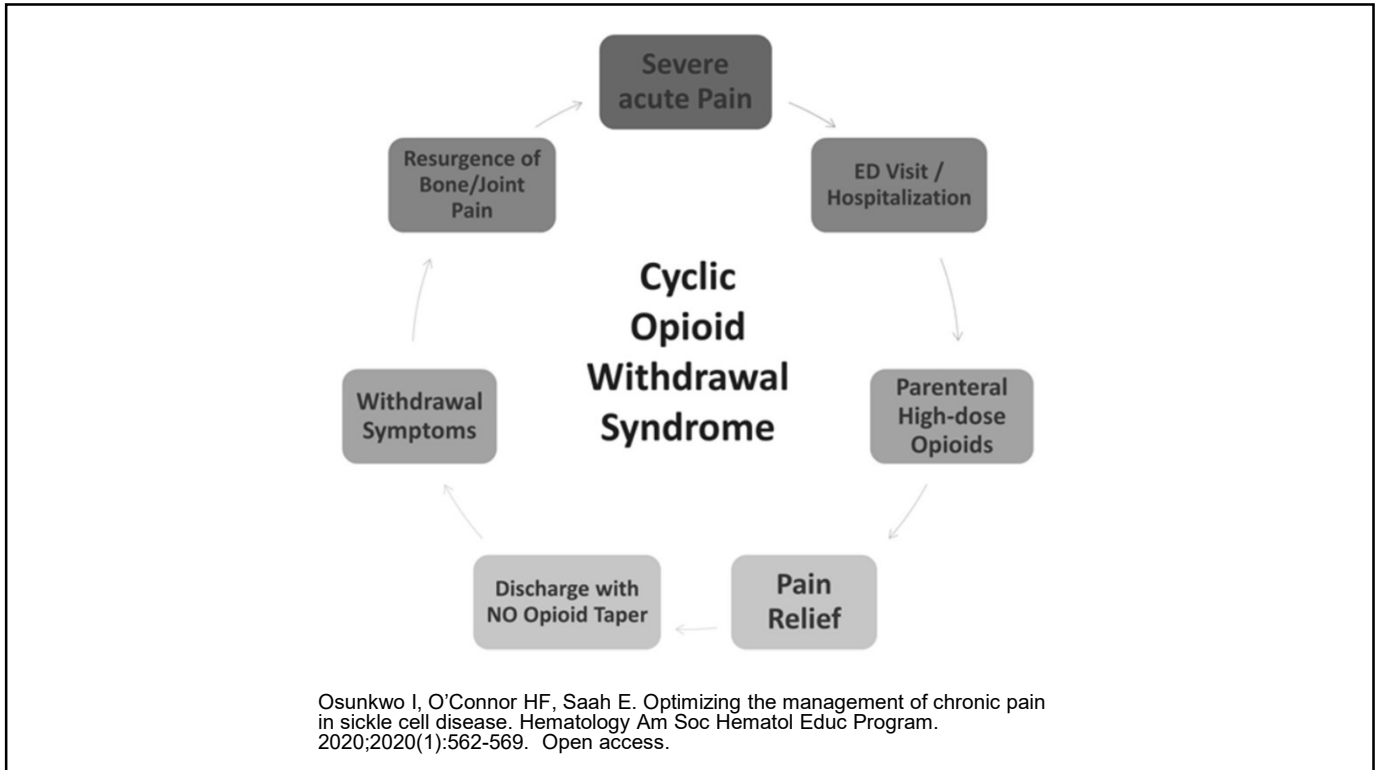 Severe
acute Pain
ED Visit /
Hospitalization
Parenteral
High-dose
Opioids
Pain
Relief
Discharge with
NO Opioid Taper
Withdrawal
Symptoms
Resurgence of
Bone/Joint
Pain
Cyclic
Opioid
Withdrawal
Syndrome
Osunkwo I, O'Connor HF, Saah E. Optimizing the management of chronic pain
in sickle cell disease. Hematology Am Soc Hematol Educ Program.
2020;2020(1):562-569.  Open access.